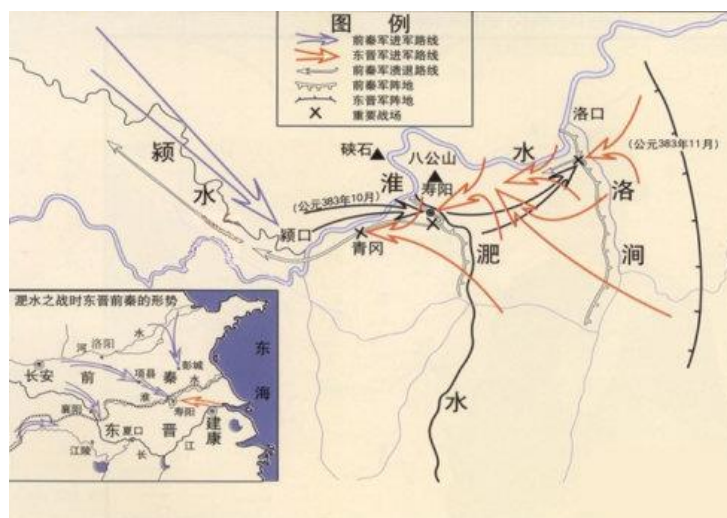 图 例
前秦军进军路线
东晋军进军路线
前秦军溃退路线
前秦军阵地
东晋军阵地
重要战场
洛口
(公元383年11月)
硖石
八公山
水
颍
水
淮
寿阳
洛
(公元383年10月)
颍口
青冈
淝
涧
水
淝水之战时东晋前秦的形势
河
洛阳
水
东
长安
前
项县
秦
彭城
水
海
淮
寿阳
襄阳
东
夏口
晋
建康
江陵
长
江